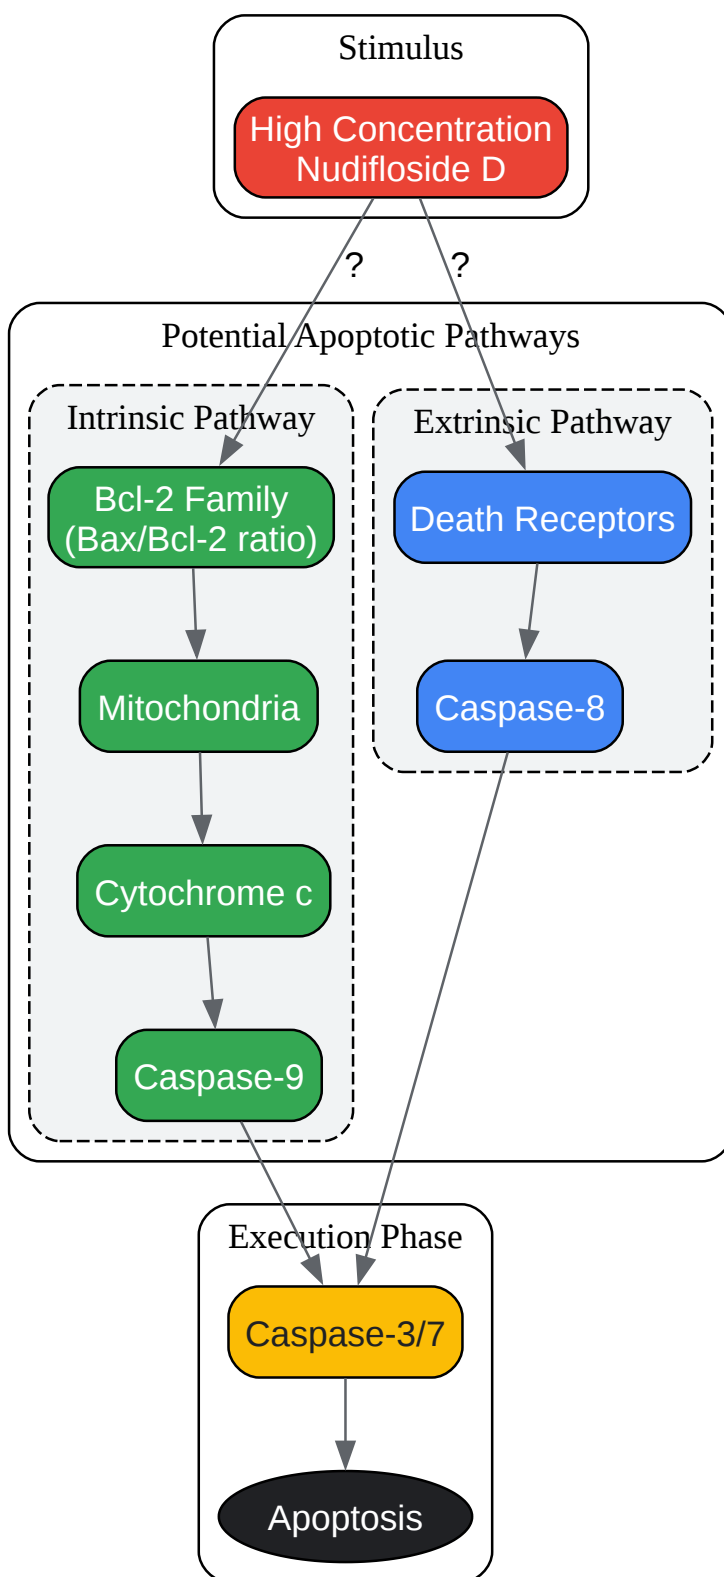 Stimulus
High Concentration
Nudifloside D
?
?
Potential Apoptotic Pathways
Intrinsic Pathway
Bcl-2 Family
(Bax/Bcl-2 ratio)
Mitochondria
Cytochrome c
Caspase-9
Extrinsic Pathway
Death Receptors
Caspase-8
Execution Phase
Caspase-3/7
Apoptosis